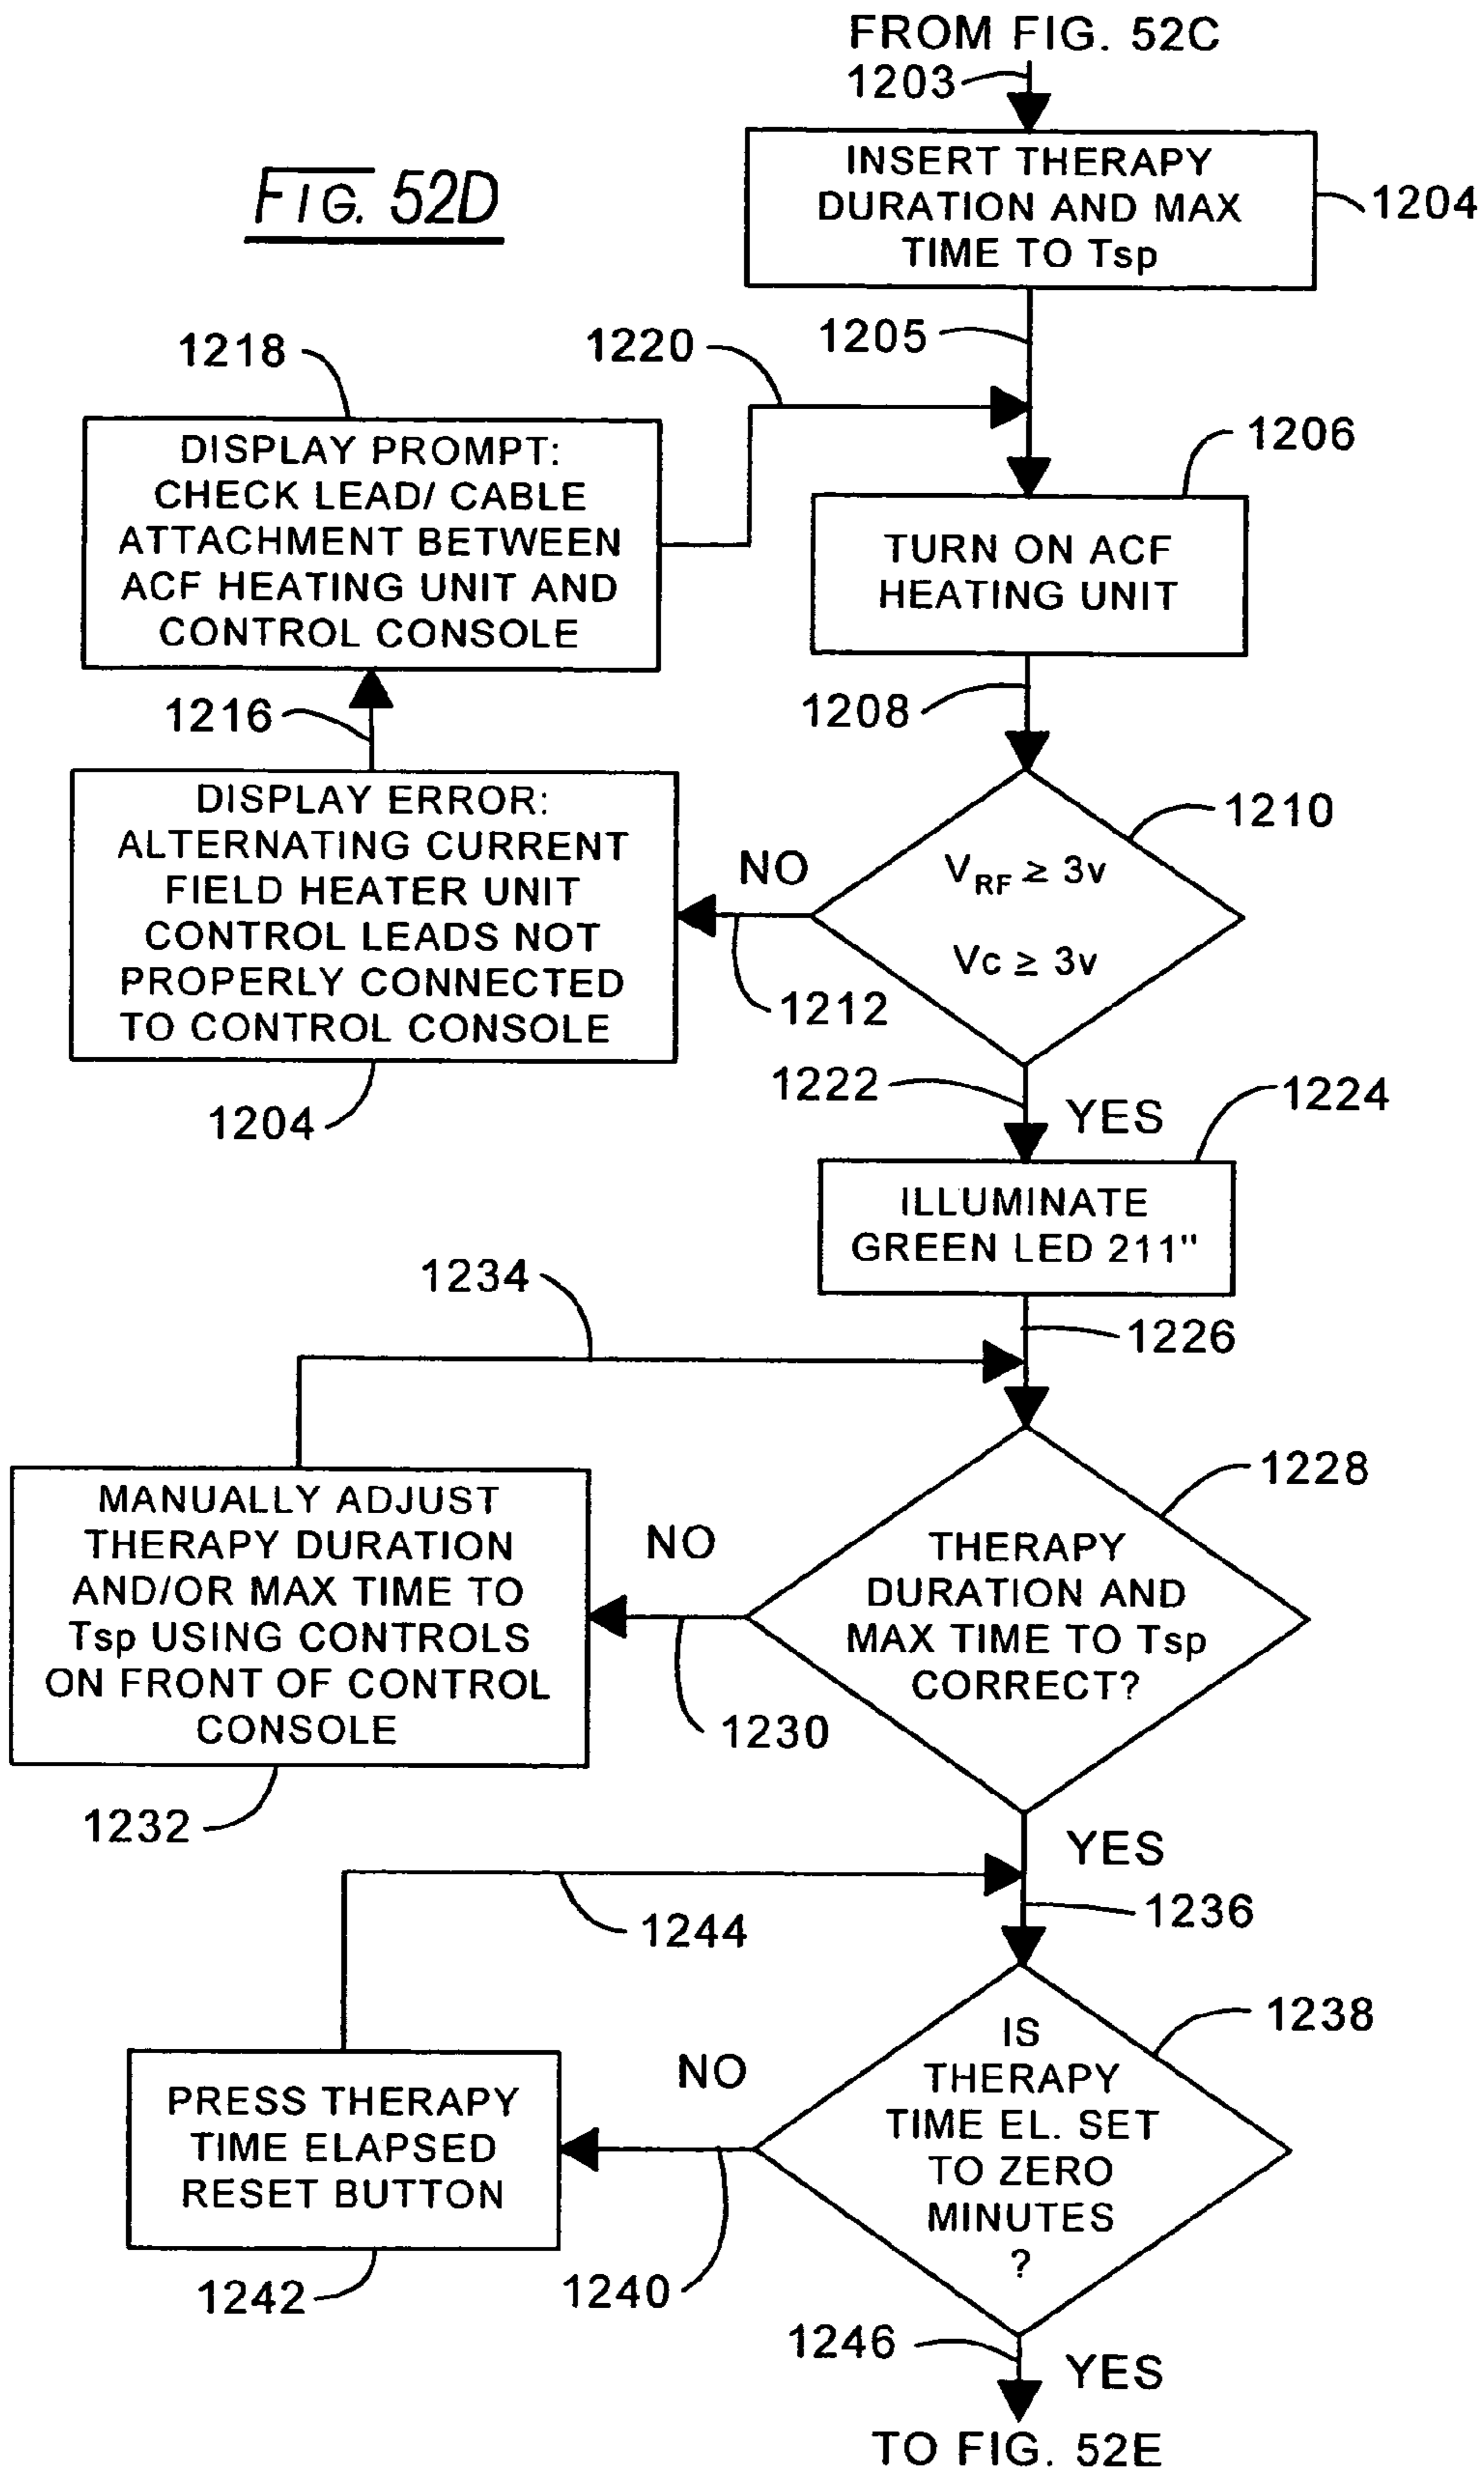 FROM FIG. 52C
1203
FIG. 52D
INSERT THERAPY
DURATION AND MAX
TIME TO Tsp
1204
1205
1220
1218
DISPLAY PROMPT:
CHECK LEAD/ CABLE
ATTACHMENT BETWEEN
ACF HEATING UNIT AND
CONTROL CONSOLE
1206
TURN ON ACF
HEATING UNIT
1216
1208
DISPLAY ERROR:
ALTERNATING CURRENT
FIELD HEATER UNIT
CONTROL LEADS NOT
PROPERLY CONNECTED
TO CONTROL CONSOLE
1204
NO
1212
1210
VRF ≥ 3v
Vc ≥ 3v
1222
YES
1224
ILLUMINATE
GREEN LED 211"
1234
1226
MANUALLY ADJUST
THERAPY DURATION
AND/OR MAX TIME TO
Tsp USING CONTROLS
ON FRONT OF CONTROL
CONSOLE
1232
NO
1230
1228
THERAPY
DURATION AND
MAX TIME TO Tsp
CORRECT?
YES
1244
1236
PRESS THERAPY
TIME ELAPSED
RESET BUTTON
1242
NO
1240
1238
IS
THERAPY
TIME EL. SET
TO ZERO
MINUTES
?
1246
YES
TO FIG. 52E